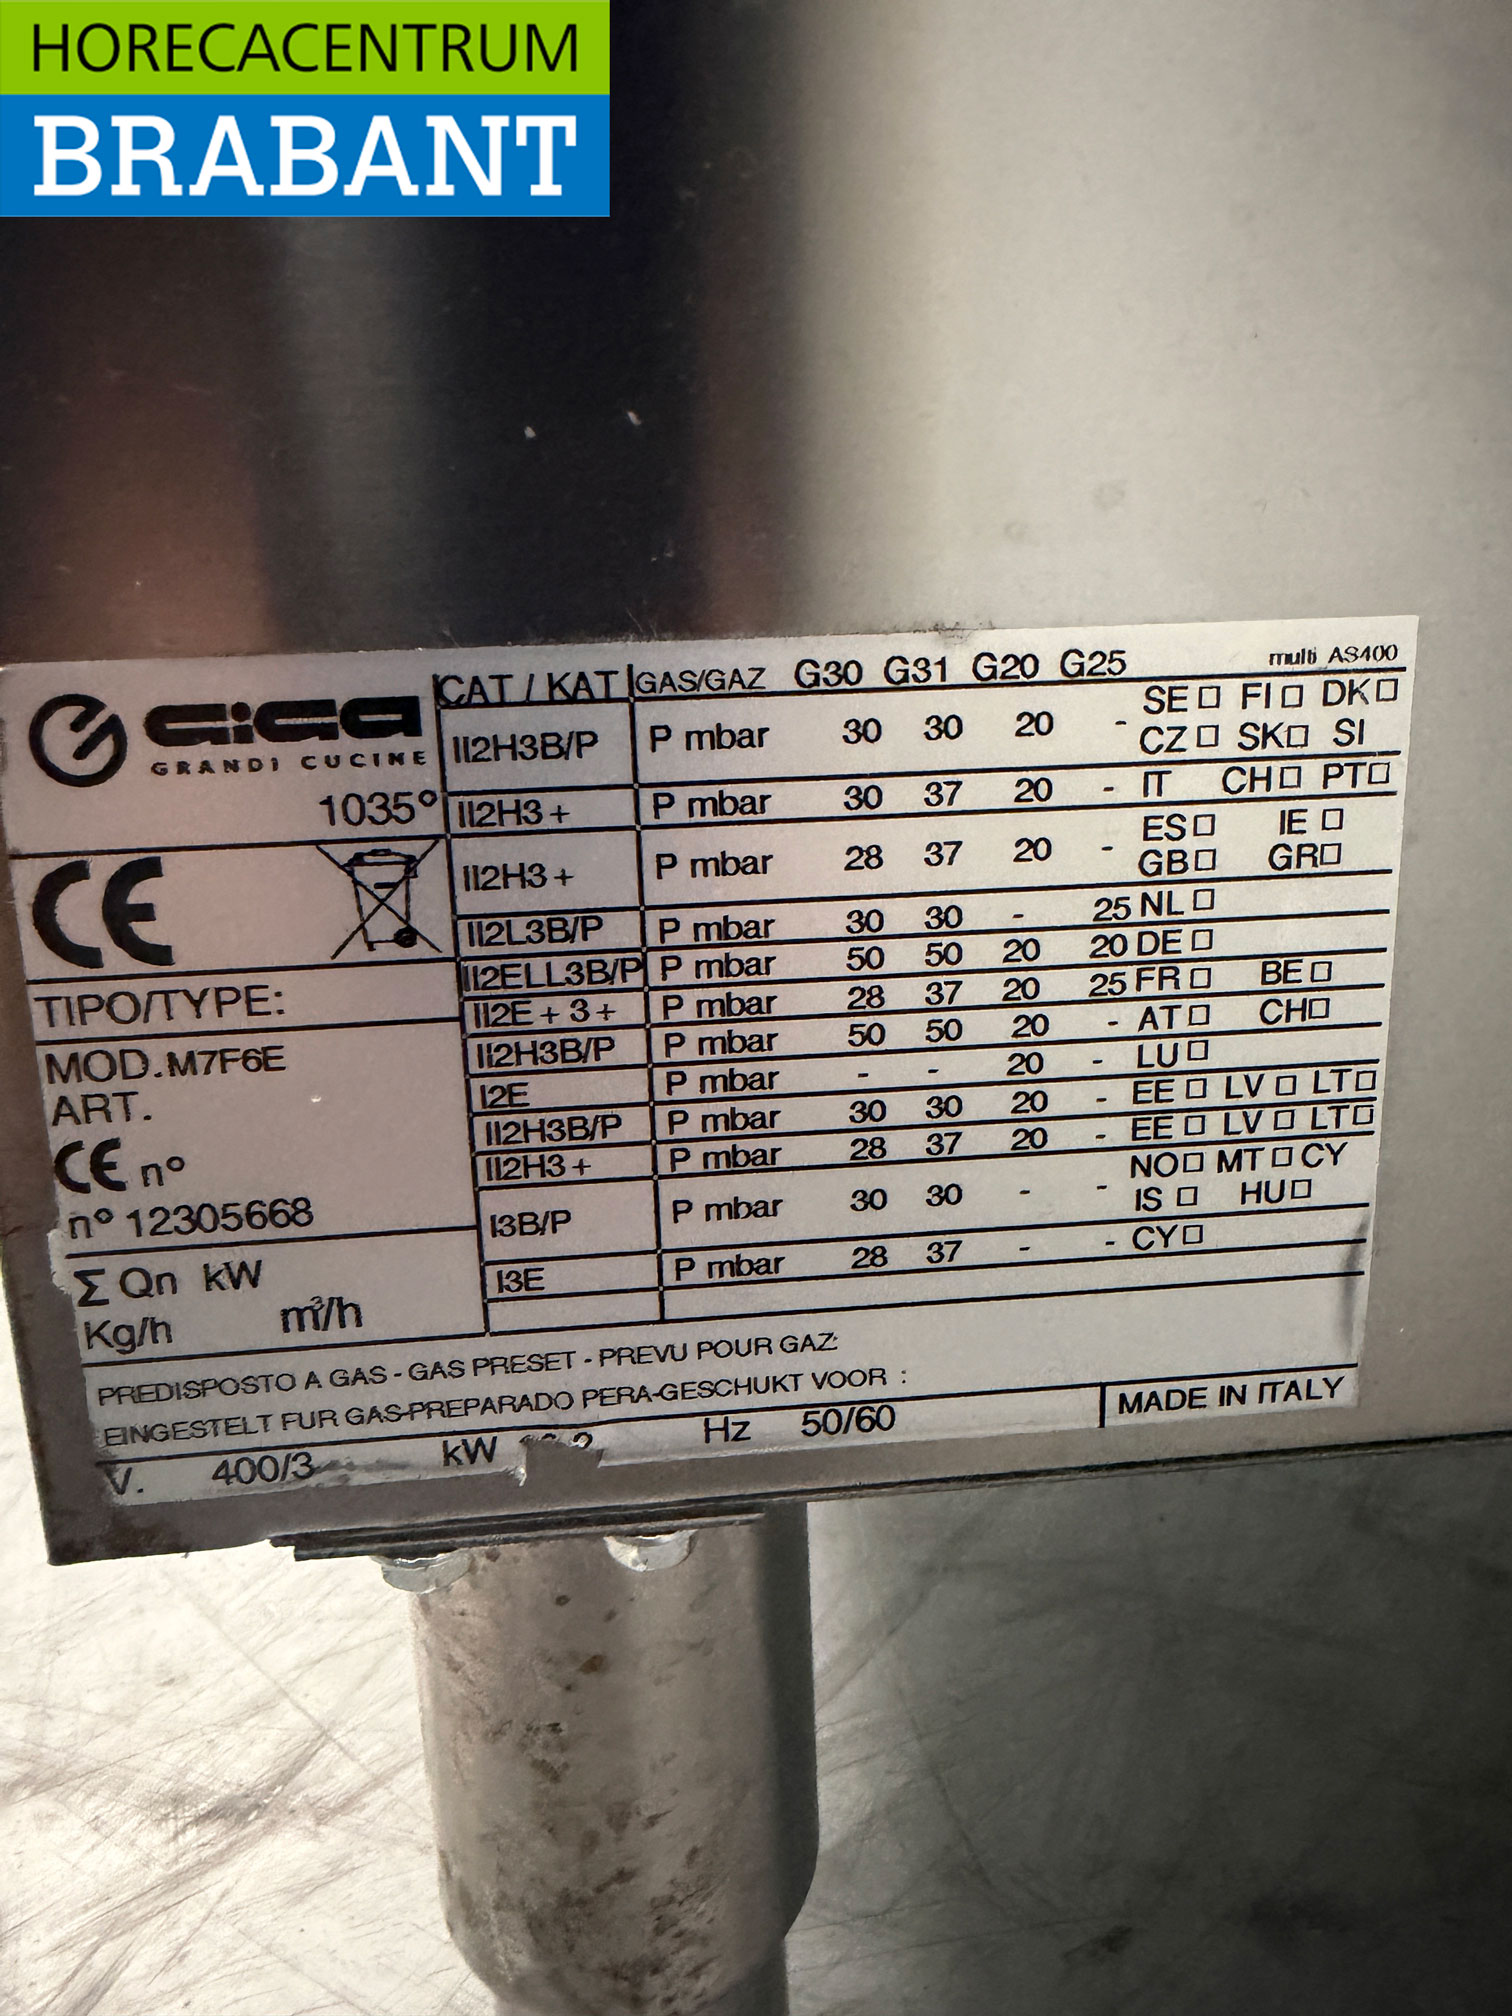 HORECACENTRUM
BRABANT
GiGa
GRANDI CUCINE
1035°
CE
TIPO/TYPE:
MOD.M7F6E
ART.
CE n°
n° 12305668
Σ Qn kW
Kg/h m³/h
multi AS400
CAT / KAT GAS/GAZ G30 G31 G20 G25
II2H3B/P P mbar 30 30 20 - SE FI DK
CZ SK SI
II2H3+ P mbar 30 37 20 - IT CH PT
II2H3+ P mbar 28 37 20 - ES IE
GB GR
II2L3B/P P mbar 30 30 - 25 NL
II2ELL3B/P P mbar 50 50 20 20 DE
II2E+3+ P mbar 28 37 20 25 FR BE
II2H3B/P P mbar 50 50 20 - AT CH
I2E P mbar - - 20 - LU
II2H3B/P P mbar 30 30 20 - EE LV LT
II2H3+ P mbar 28 37 20 - EE LV LT
I3B/P P mbar 30 30 - - NO MT CY
IS HU
I3E P mbar 28 37 - - CY
PREDISPOSTO A GAS - GAS PRESET - PREVU POUR GAZ:
EINGESTELT FUR GAS-PREPARADO PERA-GESCHUKT VOOR :
V. 400/3 kW Hz 50/60
MADE IN ITALY